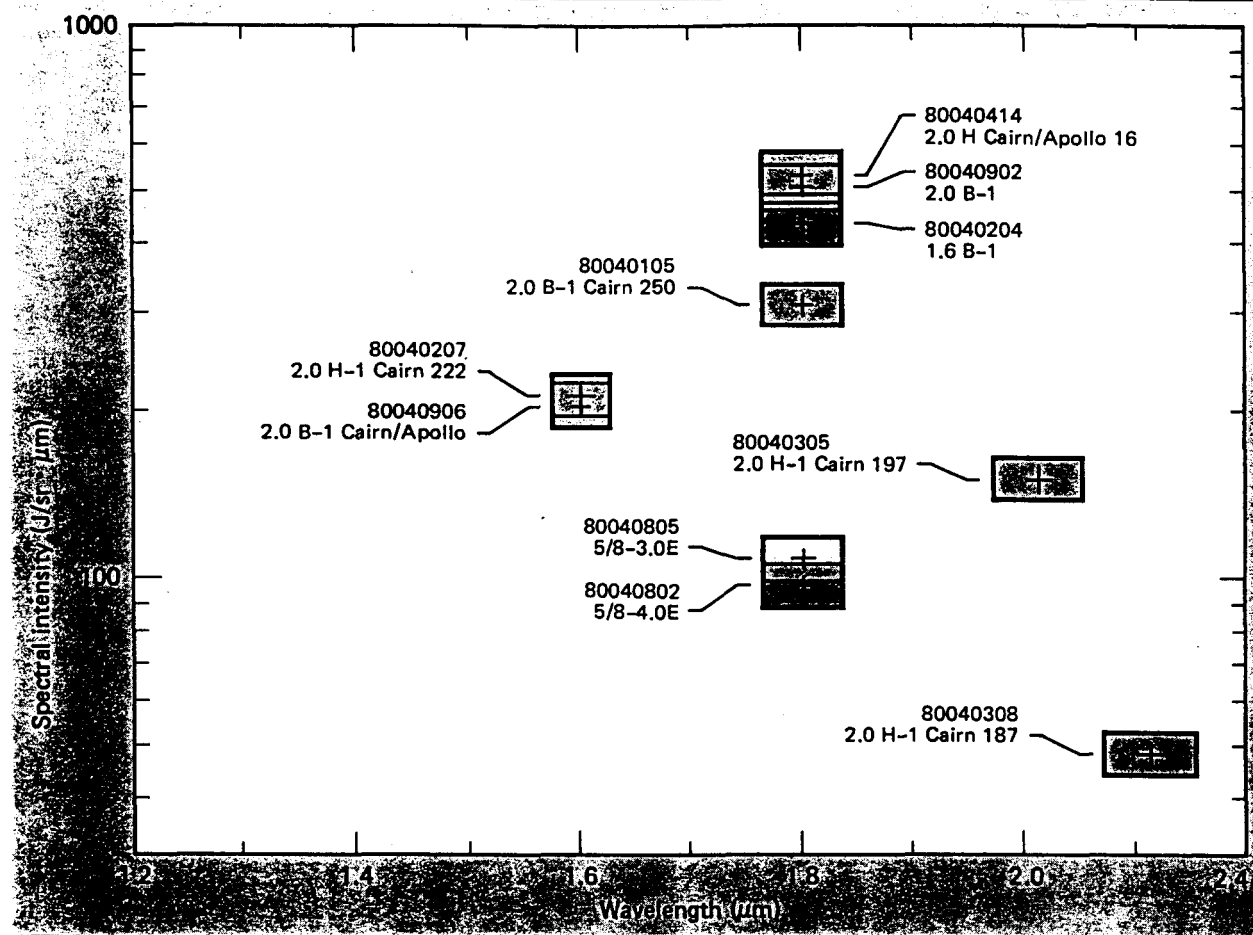 1000
80040414
2.0 H Cairn/Apollo 16
80040902
2.0 B-1
80040204
1.6 B-1
80040105
2.0 B-1 Cairn 250
80040207
2.0 H-1 Cairn 222
80040906
2.0 B-1 Cairn/Apollo
80040305
2.0 H-1 Cairn 197
80040805
5/8-3.0E
100
80040802
5/8-4.0E
80040308
2.0 H-1 Cairn 187
Spectral intensity (J/sr μm)
1.2 1.4 1.6 1.8 2.0 2.4
Wavelength (μm)